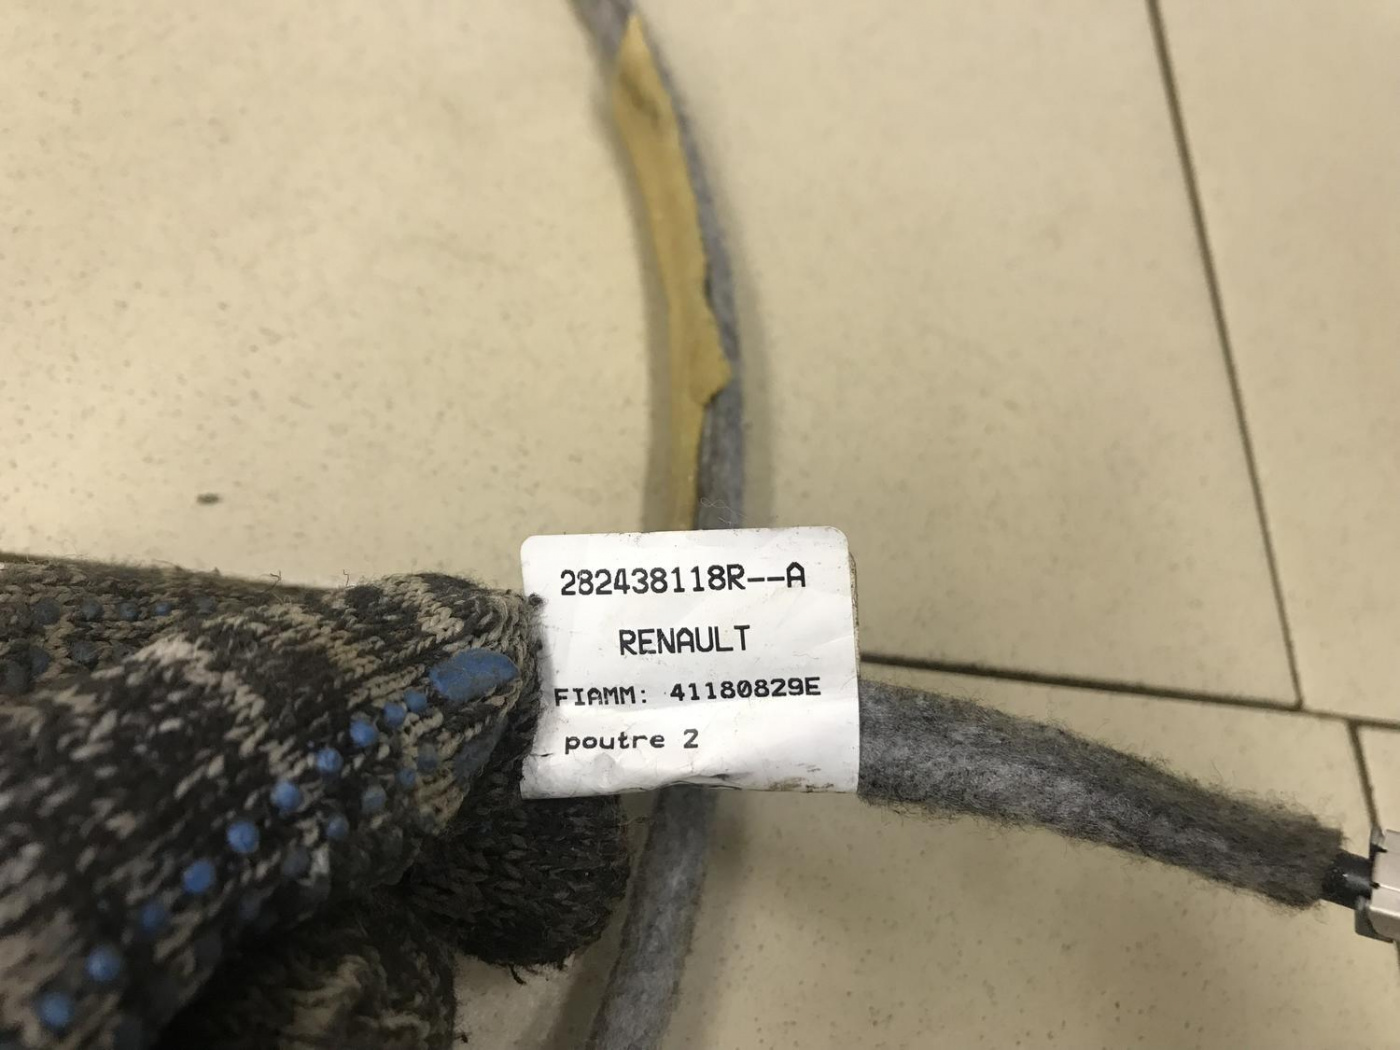 282438118R--A
RENAULT
FIAMM: 41180829E
poutre 2